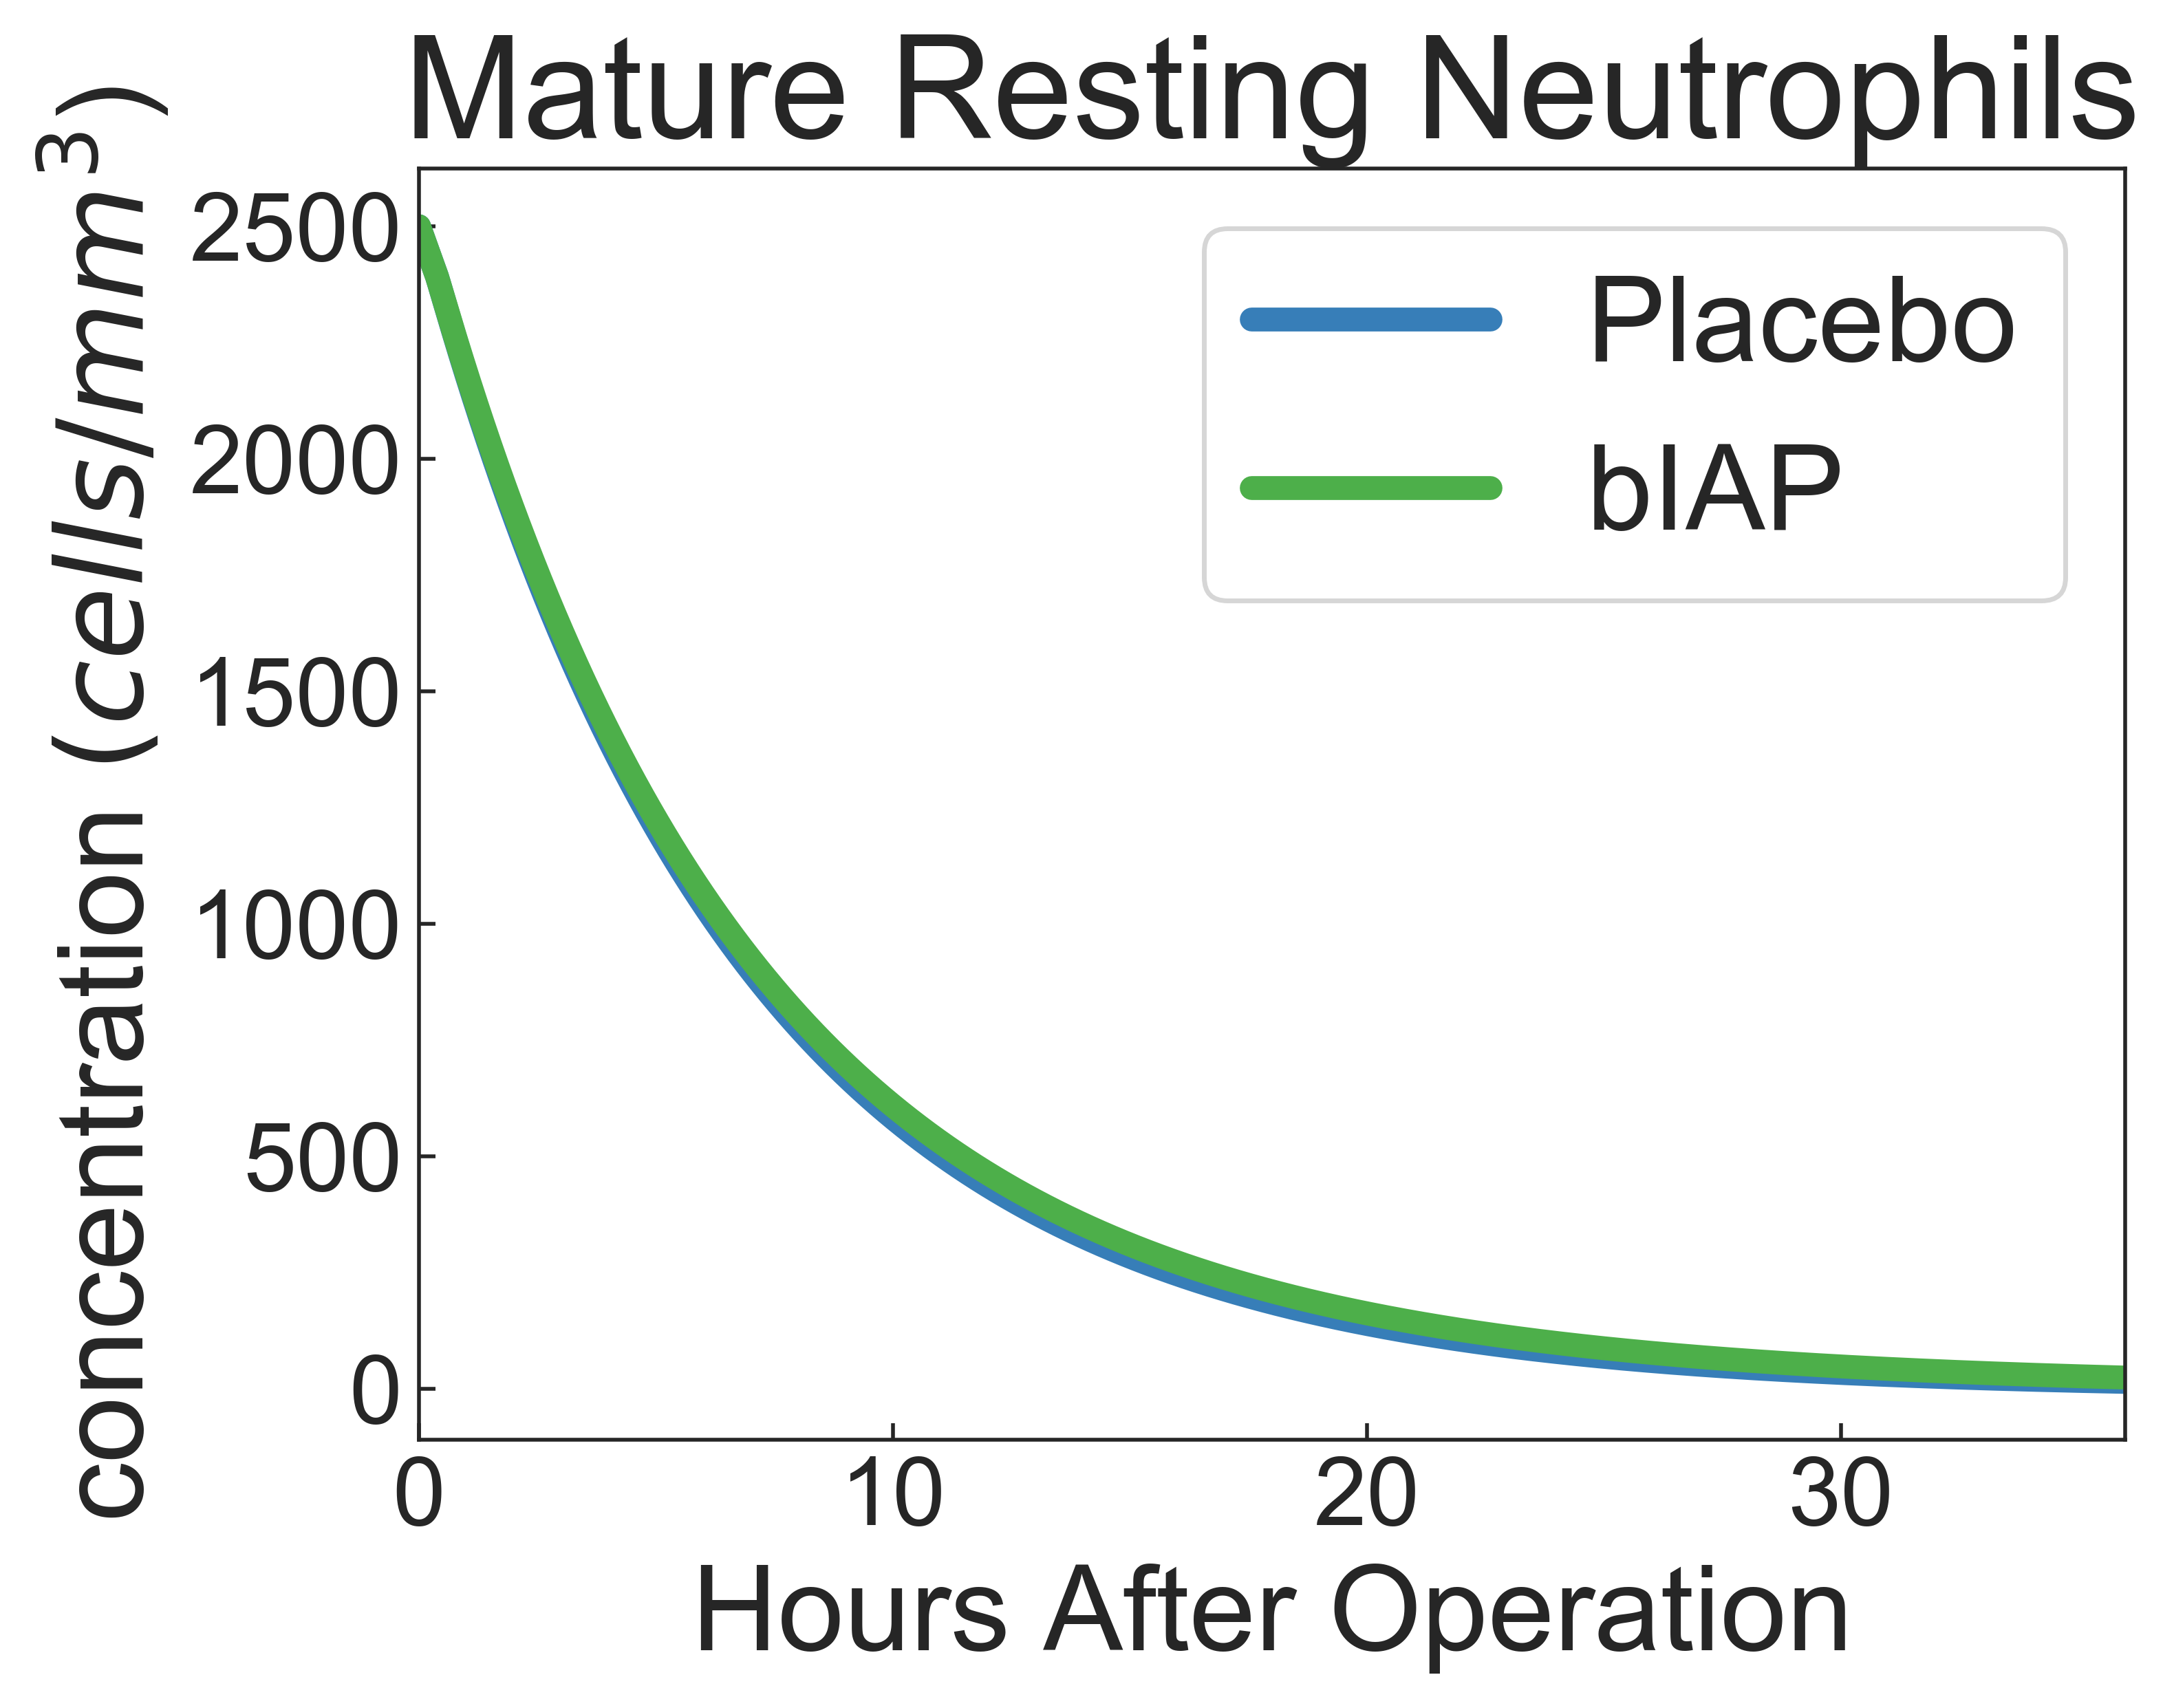 Mature Resting Neutrophils
concentration (cells/mm³)
2500
2000
1500
1000
500
0
Placebo
bIAP
0 10 20 30
Hours After Operation